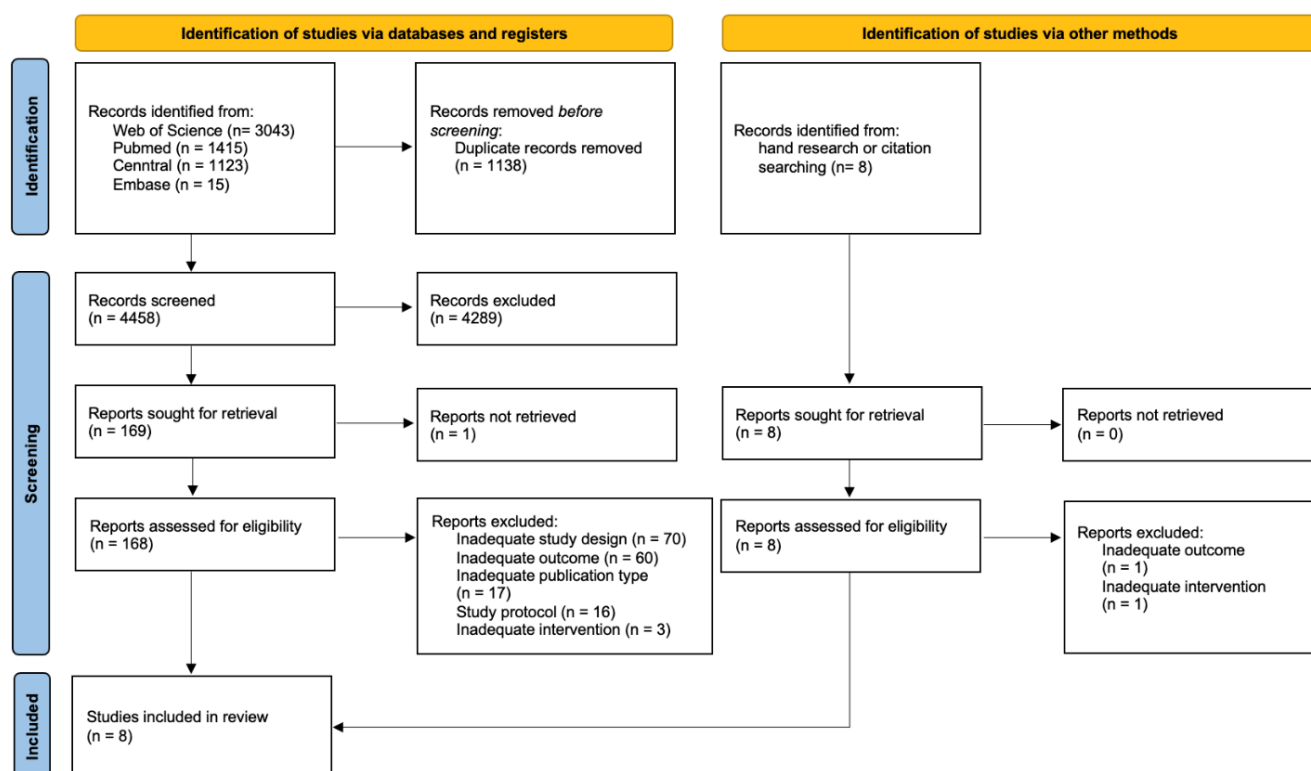 Identification of studies via databases and registers
Identification of studies via other methods
Identification
Records identified from:
Web of Science (n= 3043)
Pubmed (n = 1415)
Cenntral (n = 1123)
Embase (n = 15)
Records removed before
screening:
Duplicate records removed
(n = 1138)
Records identified from:
hand research or citation
searching (n= 8)
Screening
Records screened
(n = 4458)
Records excluded
(n = 4289)
Reports sought for retrieval
(n = 169)
Reports not retrieved
(n = 1)
Reports sought for retrieval
(n = 8)
Reports not retrieved
(n = 0)
Reports assessed for eligibility
(n = 168)
Reports excluded:
Inadequate study design (n = 70)
Inadequate outcome (n = 60)
Inadequate publication type
(n = 17)
Study protocol (n = 16)
Inadequate intervention (n = 3)
Reports assessed for eligibility
(n = 8)
Reports excluded:
Inadequate outcome
(n = 1)
Inadequate intervention
(n = 1)
Included
Studies included in review
(n = 8)